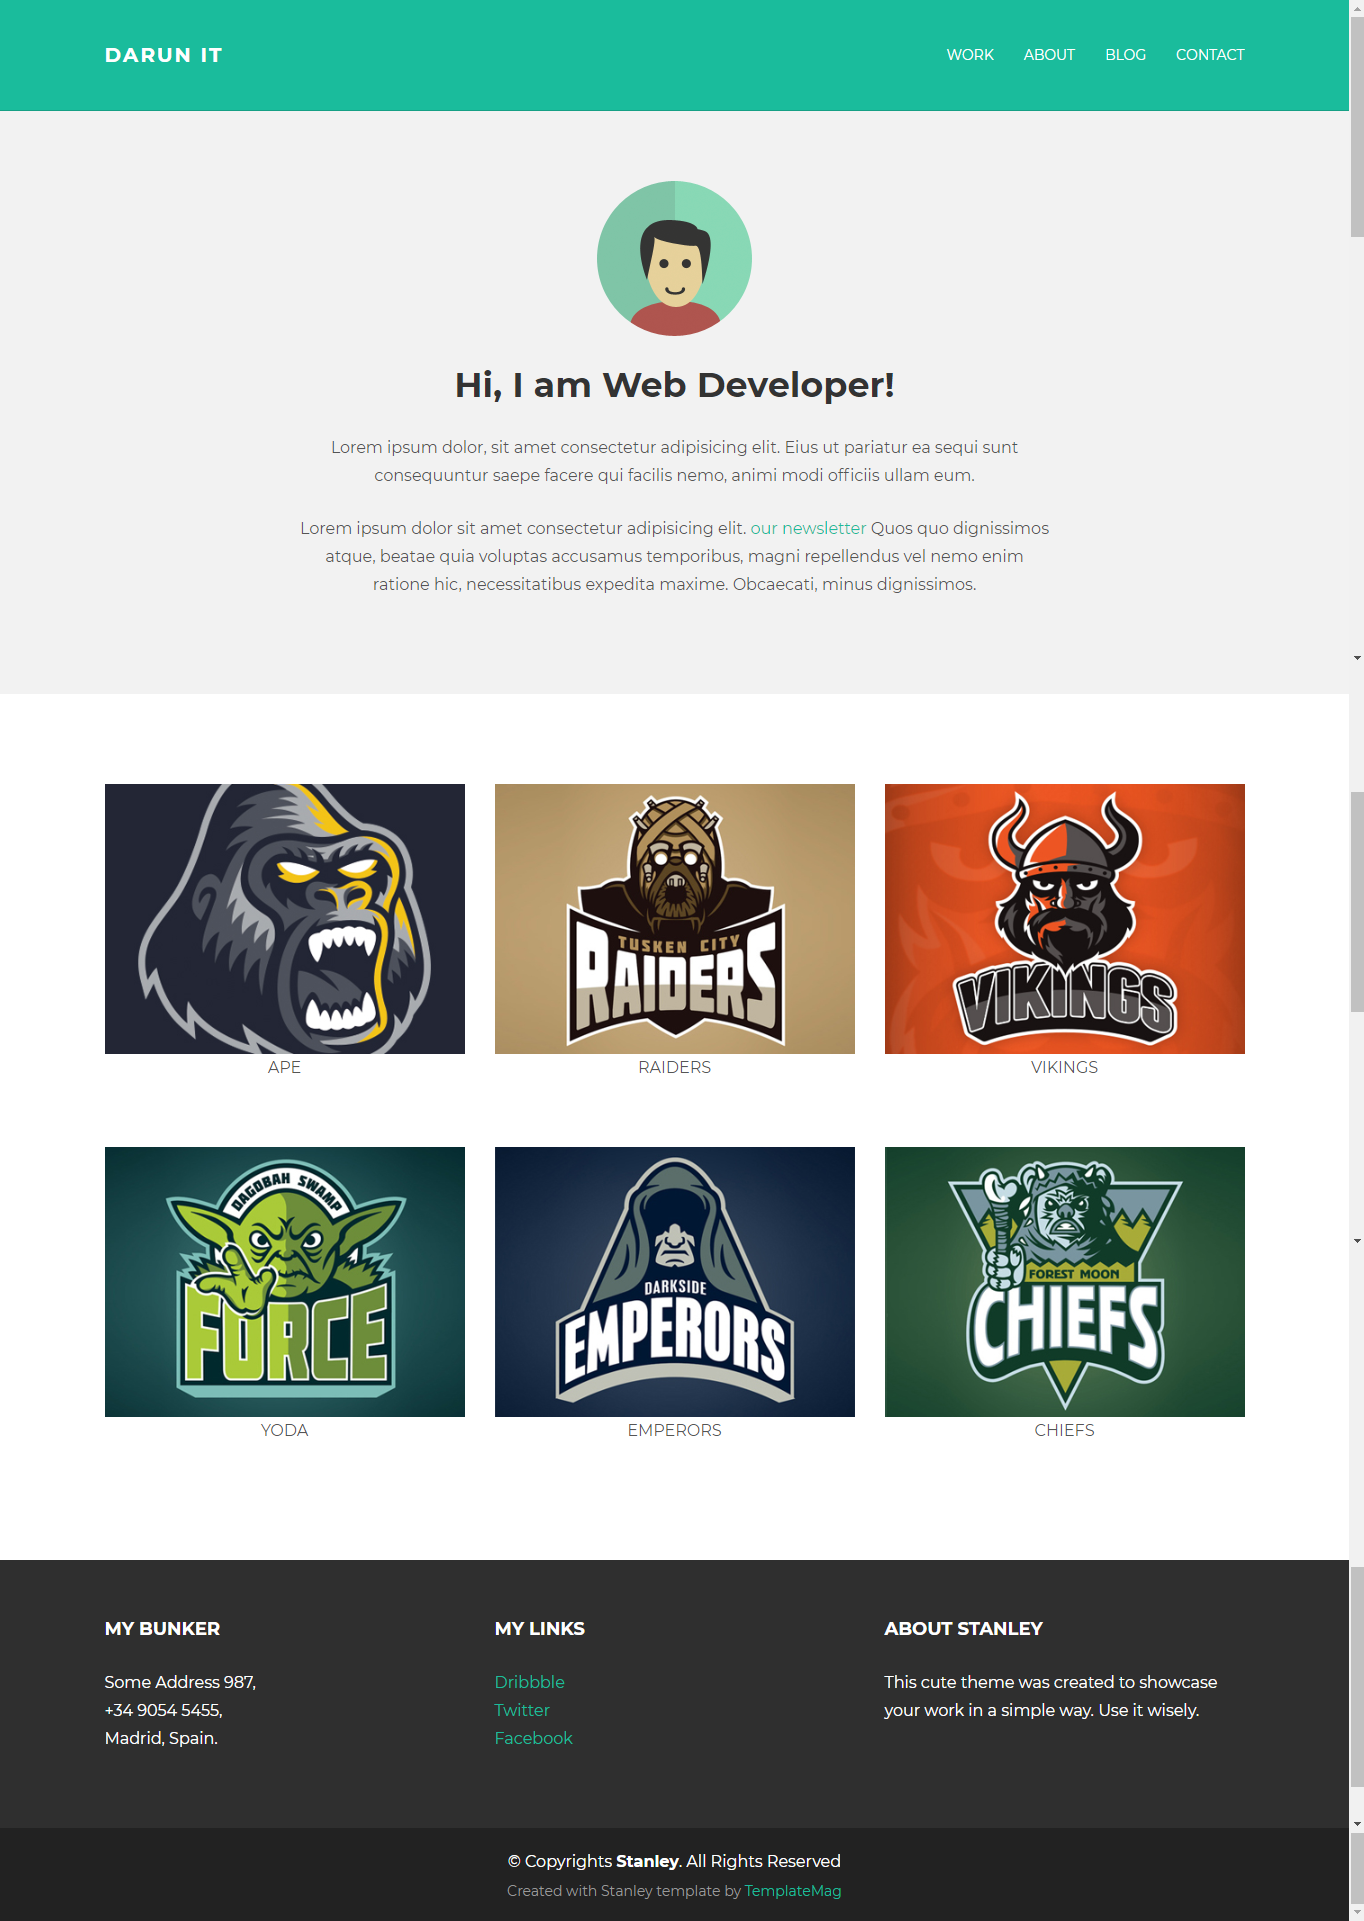 DARUN IT
WORK ABOUT BLOG CONTACT
Hi, I am Web Developer!
Lorem ipsum dolor, sit amet consectetur adipisicing elit. Eius ut pariatur ea sequi sunt
consequuntur saepe facere qui facilis nemo, animi modi officiis ullam eum.
Lorem ipsum dolor sit amet consectetur adipisicing elit. our newsletter Quos quo dignissimos
atque, beatae quia voluptas accusamus temporibus, magni repellendus vel nemo enim
ratione hic, necessitatibus expedita maxime. Obcaecati, minus dignissimos.
TUSKEN CITY
RAIDERS
VIKINGS
APE
RAIDERS
VIKINGS
DAGOBAH SWAMP
FORCE
DARKSIDE
EMPERORS
FOREST MOON
CHIEFS
YODA
EMPERORS
CHIEFS
MY BUNKER
Some Address 987,
+34 9054 5455,
Madrid, Spain.
MY LINKS
Dribbble
Twitter
Facebook
ABOUT STANLEY
This cute theme was created to showcase
your work in a simple way. Use it wisely.
© Copyrights Stanley. All Rights Reserved
Created with Stanley template by TemplateMag